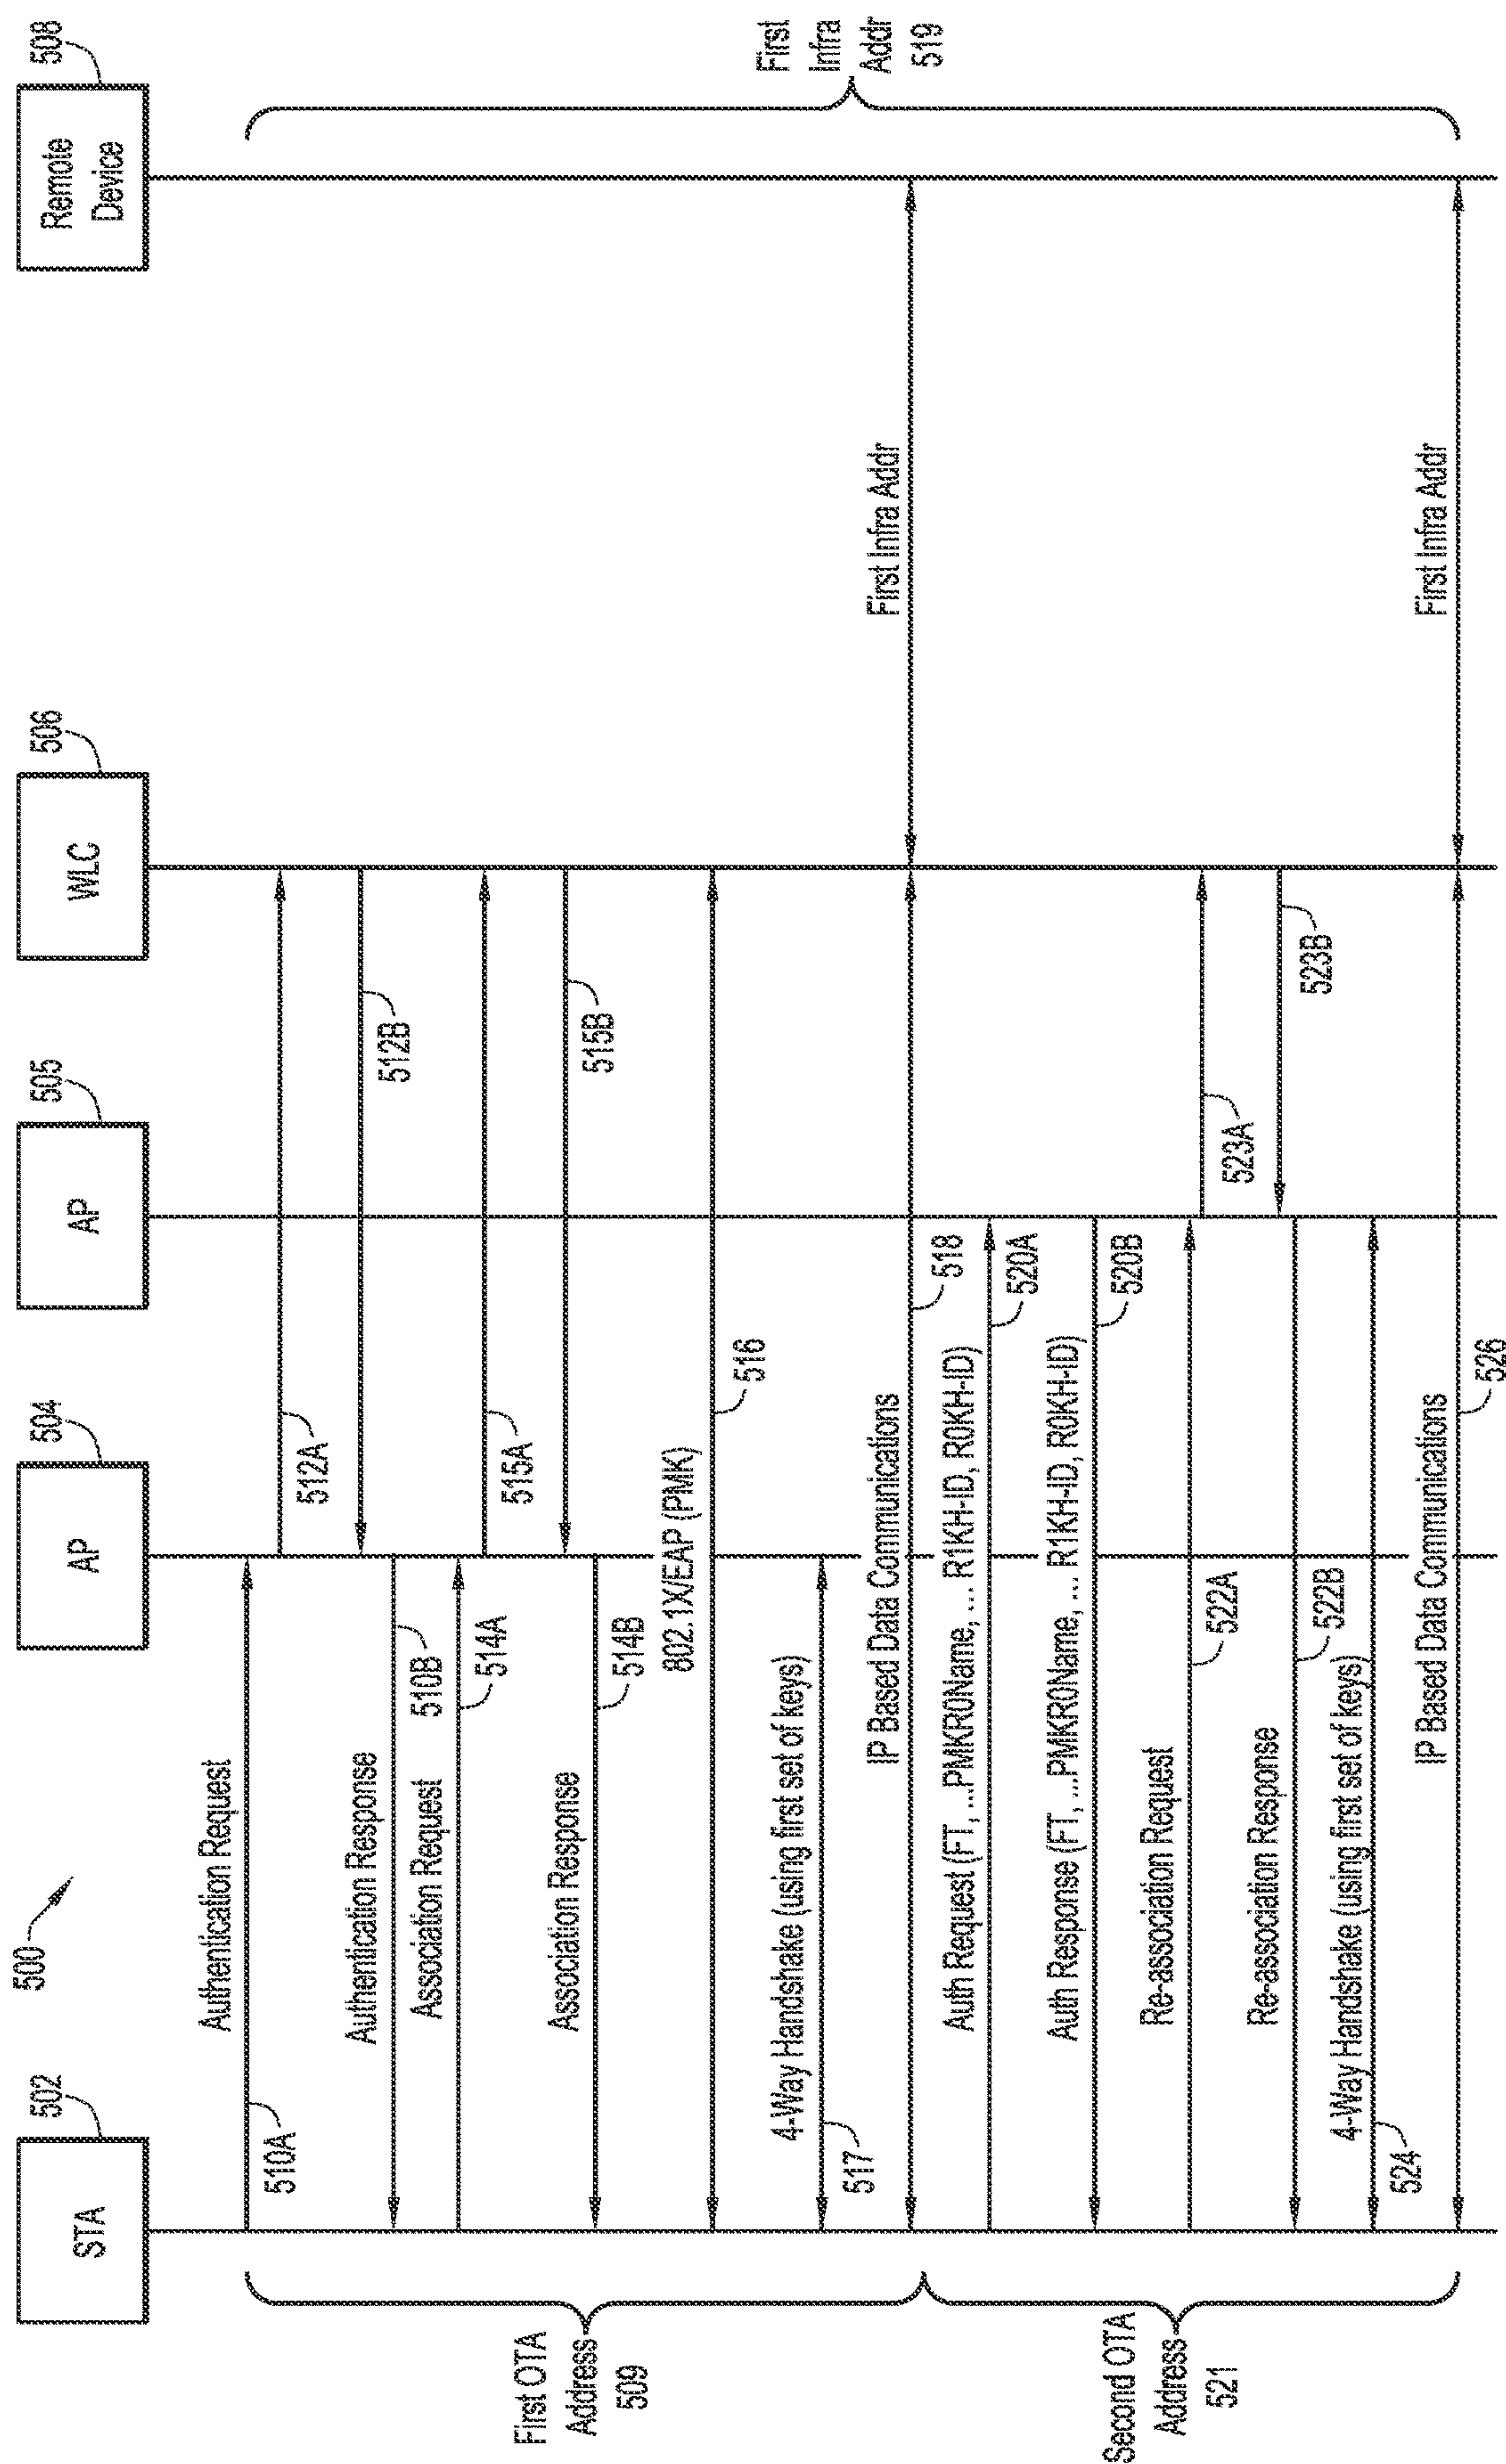 500
STA
502
AP
504
AP
505
WLC
506
Remote
Device
508
First OTA
Address
509
Second OTA
Address
521
First
Infra
Addr
519
Authentication Request
510A
512A
512B
Authentication Response
510B
Association Request
514A
515A
515B
Association Response
514B
802.1X/EAP (PMK)
516
4-Way Handshake (using first set of keys)
517
IP Based Data Communications
518
First Infra Addr
Auth Request (FT, ...PMKR0Name, ... R1KH-ID, R0KH-ID)
520A
Auth Response (FT, ...PMKR0Name, ... R1KH-ID, R0KH-ID)
520B
Re-association Request
522A
523A
523B
Re-association Response
522B
4-Way Handshake (using first set of keys)
524
IP Based Data Communications
526
First Infra Addr